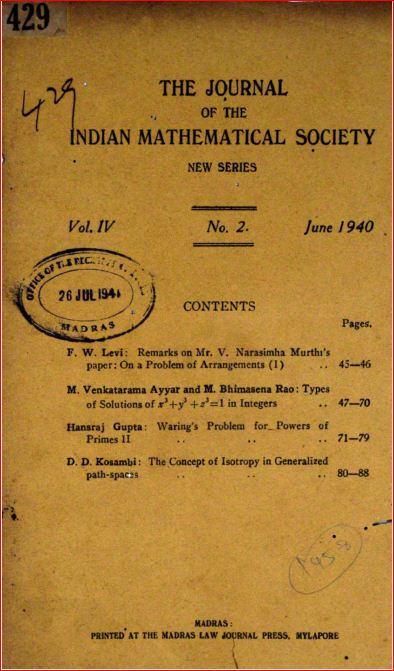 429
429
THE JOURNAL
OF THE
INDIAN MATHEMATICAL SOCIETY
NEW SERIES
Vol. IV No. 2. June 1940
OFFICE OF THE
26 JUL 1941
MADRAS
CONTENTS
Pages.
F. W. Levi: Remarks on Mr. V. Narasimha Murthi's
paper: On a Problem of Arrangements (I) .. 45—46
M. Venkatarama Ayyar and M. Bhimasena Rao: Types
of Solutions of x³+y³+z³=1 in Integers .. 47—70
Hansraj Gupta: Waring's Problem for Powers of
Primes II .. .. .. 71—79
D. D. Kosambi: The Concept of Isotropy in Generalized
path-spaces .. .. .. 80—88
MADRAS:
PRINTED AT THE MADRAS LAW JOURNAL PRESS, MYLAPORE